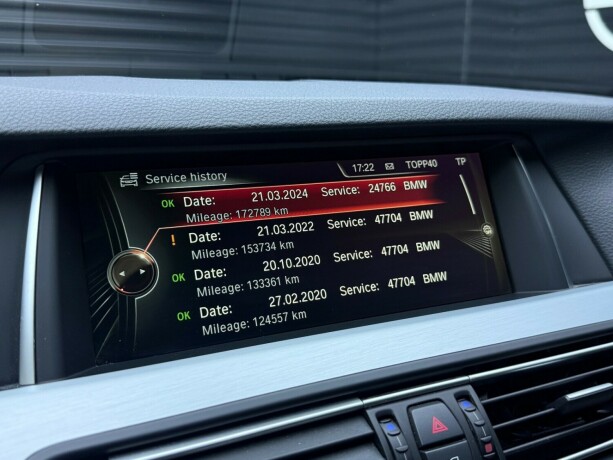 Service history 17:22 TOPP40 TP
OK Date: 21.03.2024 Service: 24766 BMW
Mileage: 172789 km
! Date: 21.03.2022 Service: 47704 BMW
Mileage: 153734 km
OK Date: 20.10.2020 Service: 47704 BMW
Mileage: 133361 km
OK Date: 27.02.2020 Service: 47704 BMW
Mileage: 124557 km